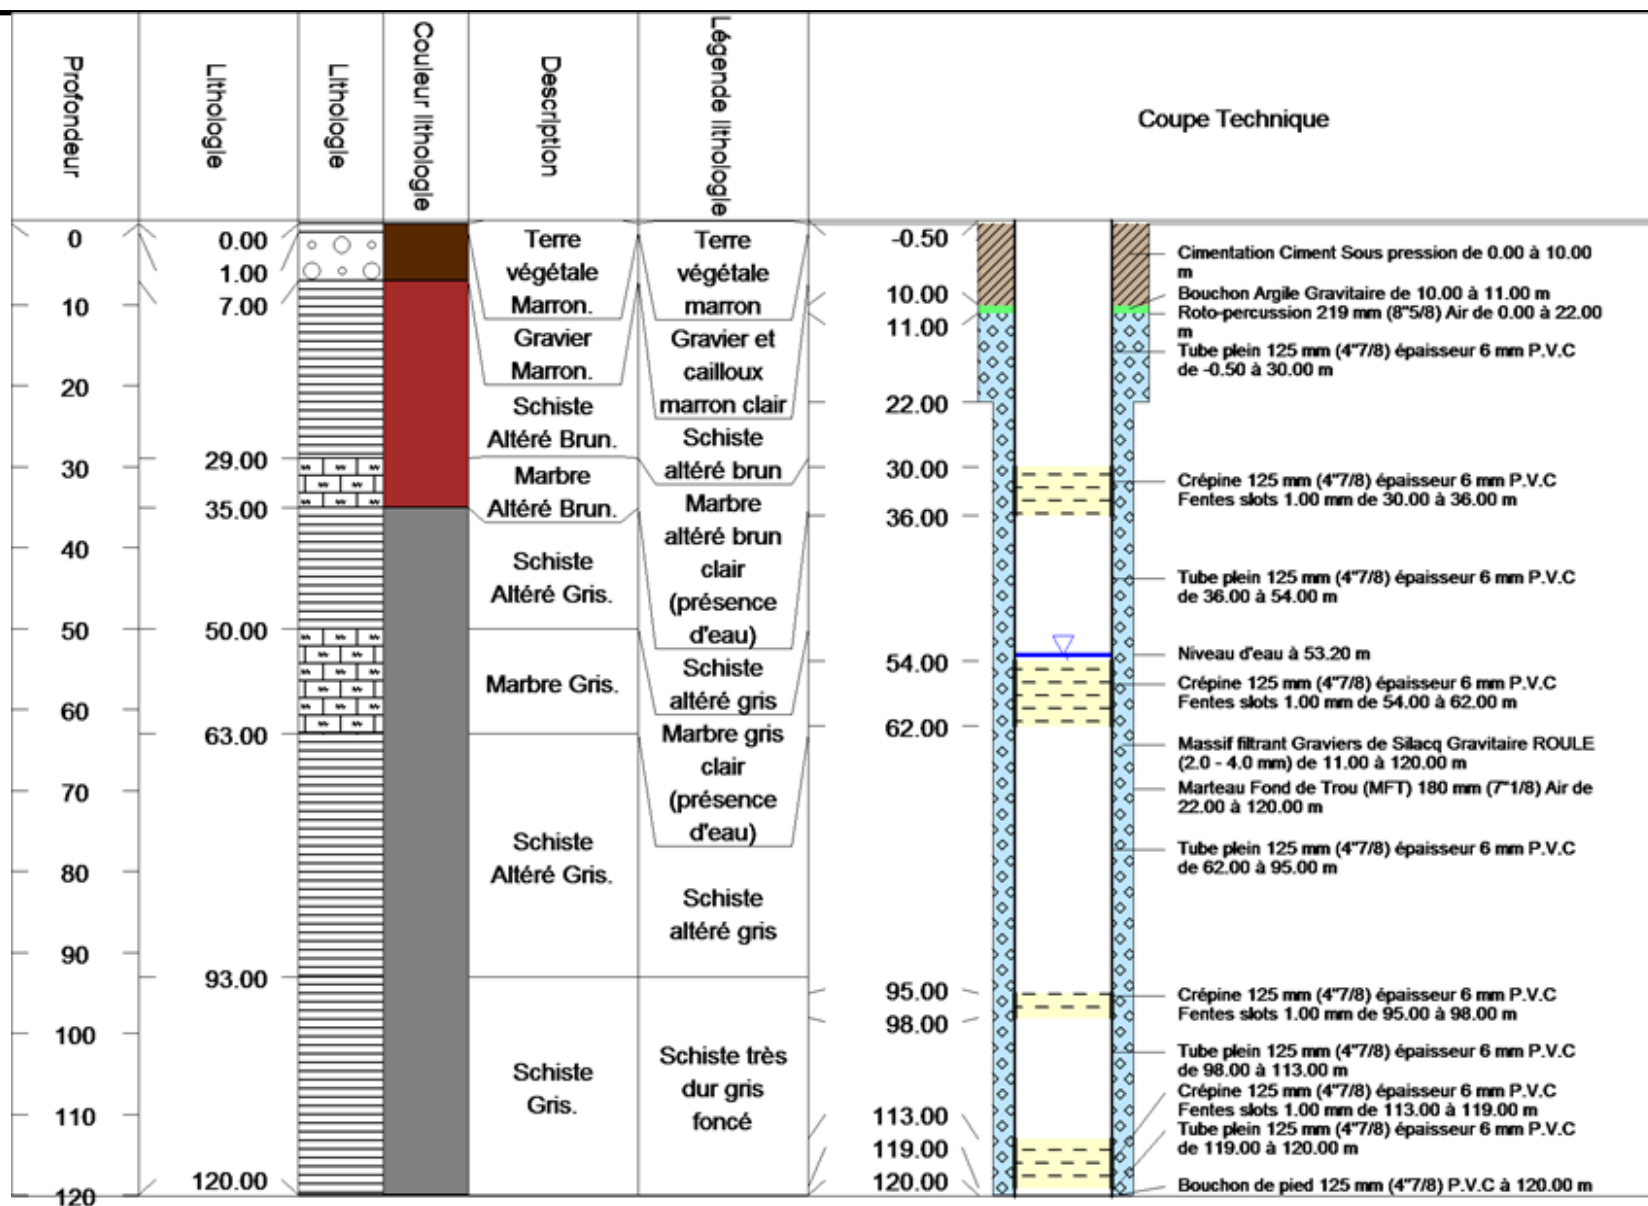 Profondeur
Lithologie
Lithologie
Couleur lithologie
Description
Légende lithologie
Coupe Technique
0
10
20
30
40
50
60
70
80
90
100
110
120
0.00
1.00
7.00
29.00
35.00
50.00
63.00
93.00
120.00
Terre
végétale
Marron.
Gravier
Marron.
Schiste
Altéré Brun.
Marbre
Altéré Brun.
Schiste
Altéré Gris.
Marbre Gris.
Schiste
Altéré Gris.
Schiste
Gris.
Terre
végétale
marron
Gravier et
cailloux
marron clair
Schiste
altéré brun
Marbre
altéré brun
clair
(présence
d'eau)
Schiste
altéré gris
Marbre gris
clair
(présence
d'eau)
Schiste
altéré gris
Schiste très
dur gris
foncé
-0.50
10.00
11.00
22.00
30.00
36.00
54.00
62.00
95.00
98.00
113.00
119.00
120.00
Cimentation Ciment Sous pression de 0.00 à 10.00
m
Bouchon Argile Gravitaire de 10.00 à 11.00 m
Roto-percussion 219 mm (8"5/8) Air de 0.00 à 22.00
m
Tube plein 125 mm (4"7/8) épaisseur 6 mm P.V.C
de -0.50 à 30.00 m
Crépine 125 mm (4"7/8) épaisseur 6 mm P.V.C
Fentes slots 1.00 mm de 30.00 à 36.00 m
Tube plein 125 mm (4"7/8) épaisseur 6 mm P.V.C
de 36.00 à 54.00 m
Niveau d'eau à 53.20 m
Crépine 125 mm (4"7/8) épaisseur 6 mm P.V.C
Fentes slots 1.00 mm de 54.00 à 62.00 m
Massif filtrant Graviers de Silacq Gravitaire ROULE
(2.0 - 4.0 mm) de 11.00 à 120.00 m
Marteau Fond de Trou (MFT) 180 mm (7"1/8) Air de
22.00 à 120.00 m
Tube plein 125 mm (4"7/8) épaisseur 6 mm P.V.C
de 62.00 à 95.00 m
Crépine 125 mm (4"7/8) épaisseur 6 mm P.V.C
Fentes slots 1.00 mm de 95.00 à 98.00 m
Tube plein 125 mm (4"7/8) épaisseur 6 mm P.V.C
de 98.00 à 113.00 m
Crépine 125 mm (4"7/8) épaisseur 6 mm P.V.C
Fentes slots 1.00 mm de 113.00 à 119.00 m
Tube plein 125 mm (4"7/8) épaisseur 6 mm P.V.C
de 119.00 à 120.00 m
Bouchon de pied 125 mm (4"7/8) P.V.C à 120.00 m